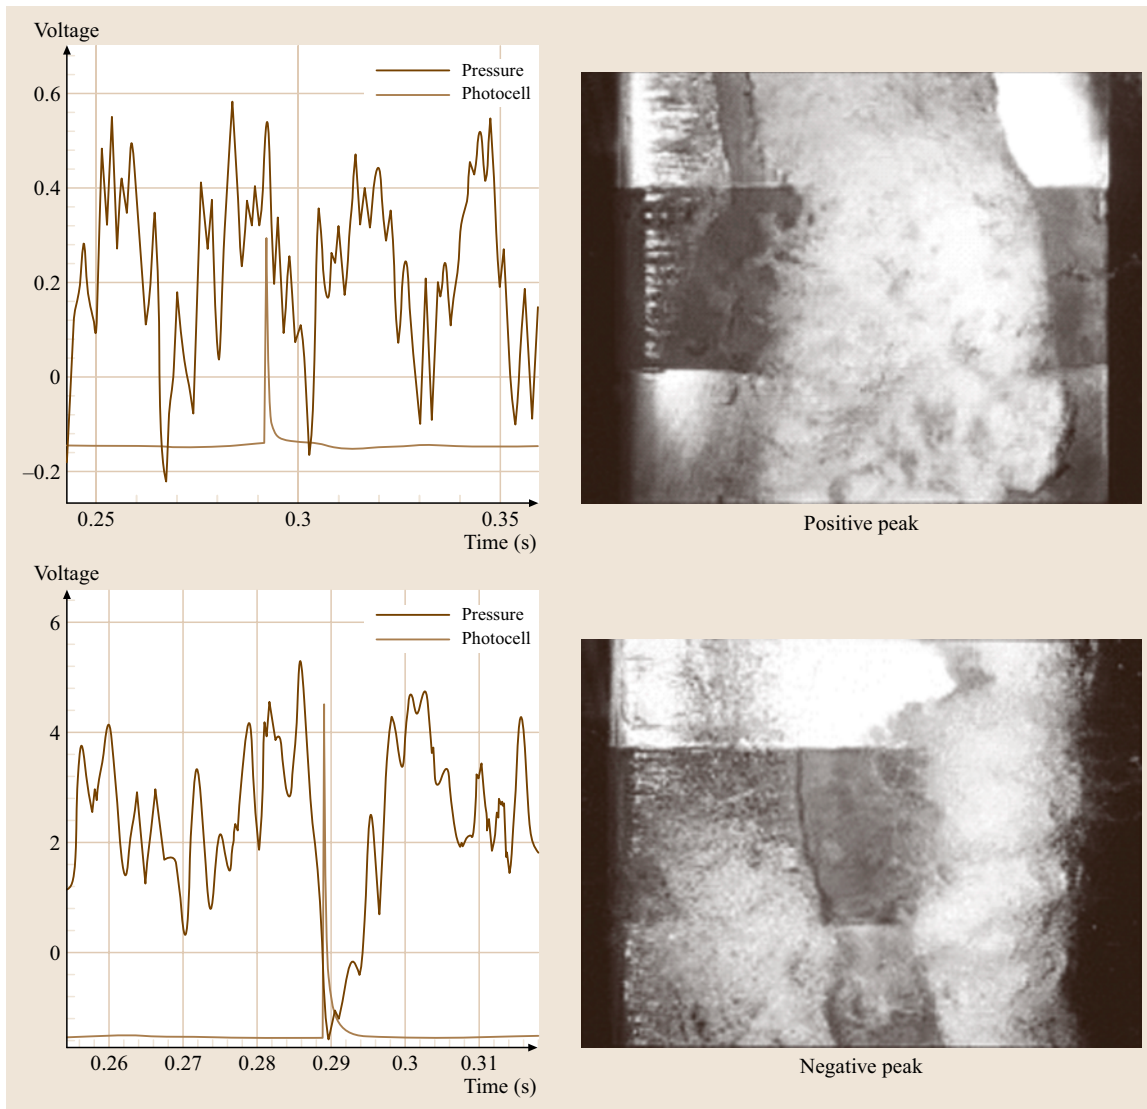 Voltage
Pressure
Photocell
0.6
0.4
0.2
0
–0.2
0.25 0.3 0.35
Time (s)
Positive peak
Voltage
Pressure
Photocell
6
4
2
0
0.26 0.27 0.28 0.29 0.3 0.31
Time (s)
Negative peak